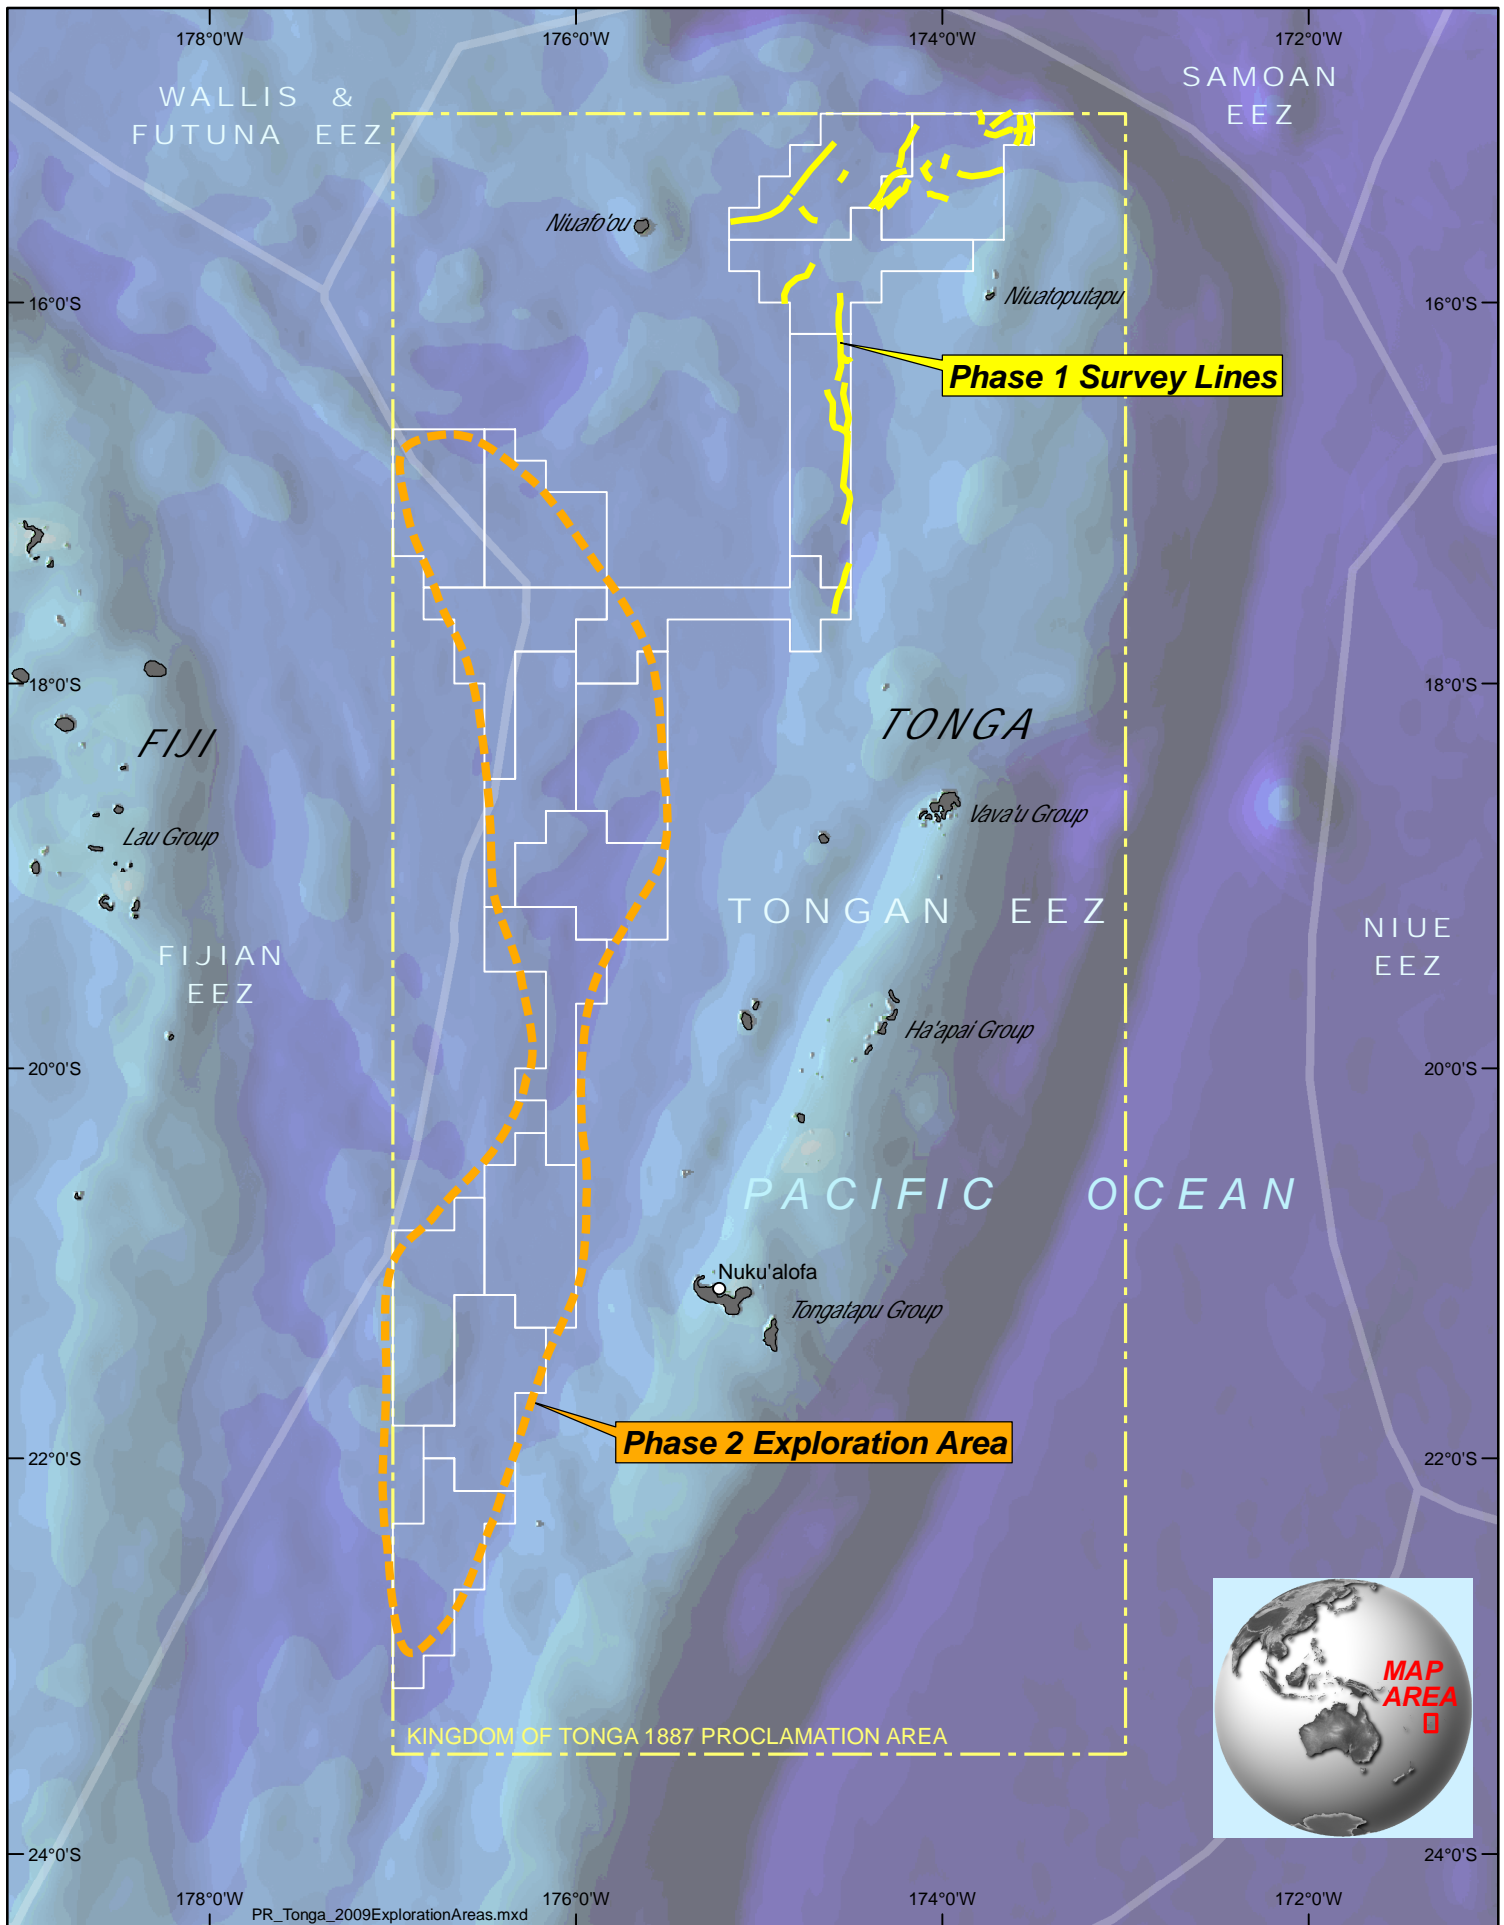 178°0'W
176°0'W
174°0'W
172°0'W
WALLIS &
FUTUNA EEZ
SAMOAN
EEZ
Niuafo'ou
Niuatoputapu
16°0'S
16°0'S
Phase 1 Survey Lines
18°0'S
18°0'S
FIJI
TONGA
Vava'u Group
Lau Group
TONGAN EEZ
NIUE
EEZ
FIJIAN
EEZ
Ha'apai Group
20°0'S
20°0'S
PACIFIC OCEAN
Nuku'alofa
Tongatapu Group
Phase 2 Exploration Area
22°0'S
22°0'S
MAP
AREA
KINGDOM OF TONGA 1887 PROCLAMATION AREA
24°0'S
24°0'S
178°0'W
176°0'W
174°0'W
172°0'W
PR_Tonga_2009ExplorationAreas.mxd